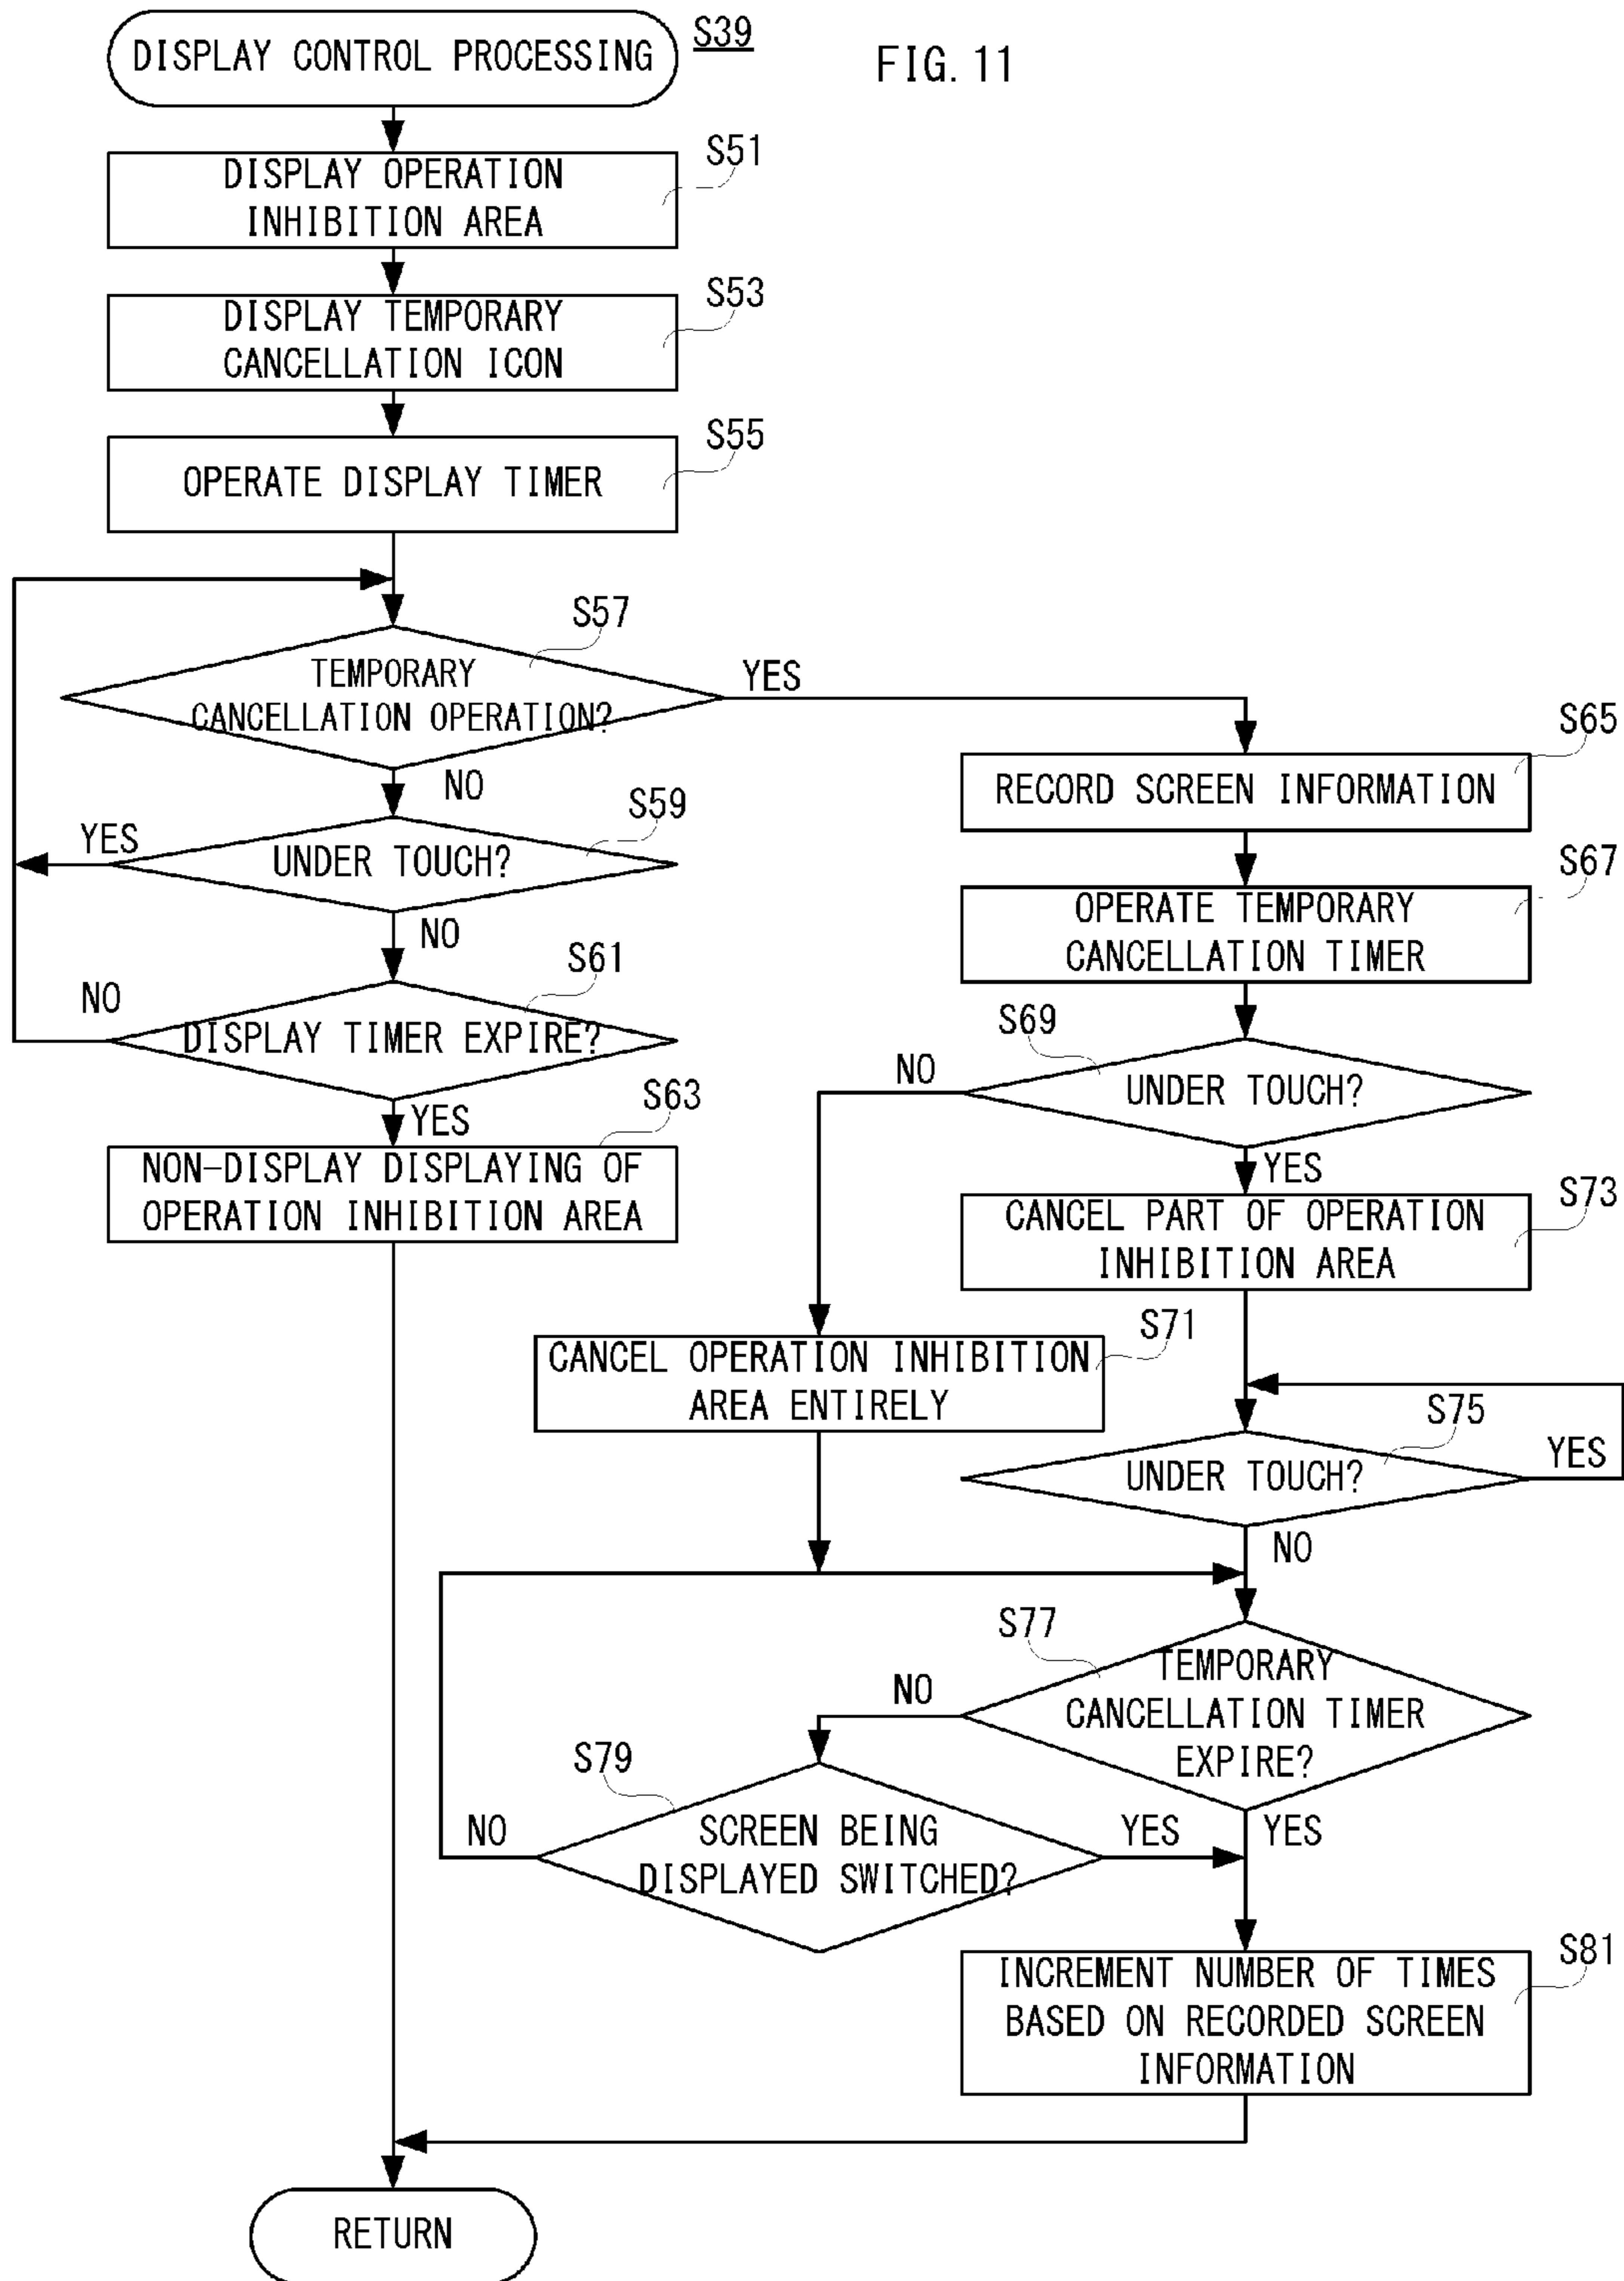 DISPLAY CONTROL PROCESSING
S39
FIG. 11
S51
DISPLAY OPERATION
INHIBITION AREA
S53
DISPLAY TEMPORARY
CANCELLATION ICON
S55
OPERATE DISPLAY TIMER
S57
TEMPORARY
CANCELLATION OPERATION?
YES
NO
S59
UNDER TOUCH?
YES
NO
S61
DISPLAY TIMER EXPIRE?
NO
YES
S63
NON-DISPLAY DISPLAYING OF
OPERATION INHIBITION AREA
S65
RECORD SCREEN INFORMATION
S67
OPERATE TEMPORARY
CANCELLATION TIMER
S69
UNDER TOUCH?
NO
YES
S73
CANCEL PART OF OPERATION
INHIBITION AREA
S71
CANCEL OPERATION INHIBITION
AREA ENTIRELY
S75
UNDER TOUCH?
YES
NO
S77
TEMPORARY
CANCELLATION TIMER
EXPIRE?
NO
YES
S79
SCREEN BEING
DISPLAYED SWITCHED?
NO
YES
S81
INCREMENT NUMBER OF TIMES
BASED ON RECORDED SCREEN
INFORMATION
RETURN